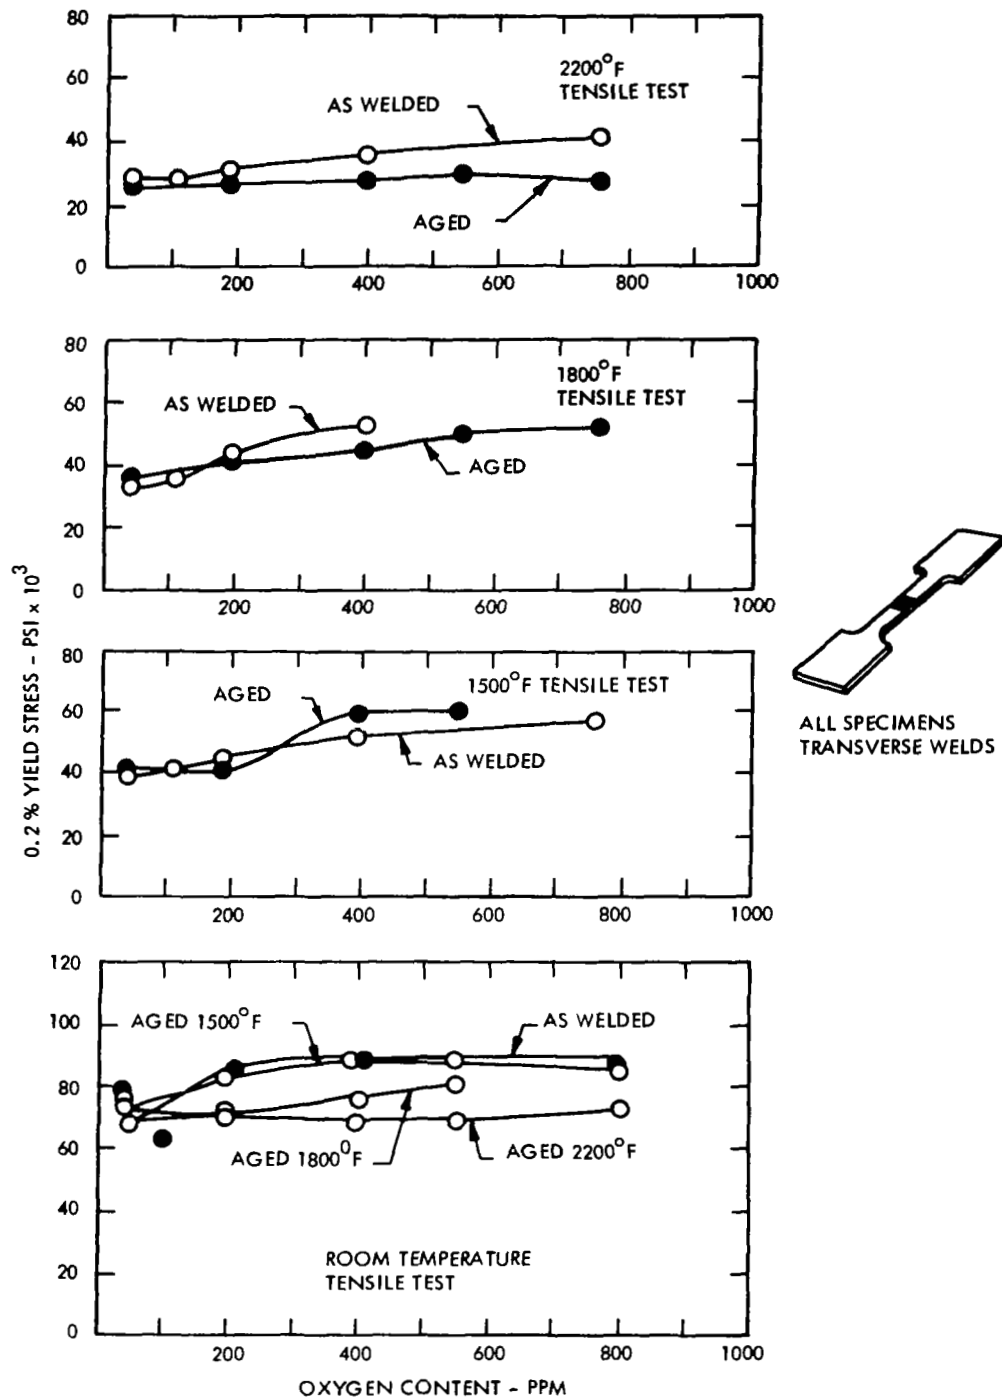 80
60
40
20
0
2200°F
TENSILE TEST
AS WELDED
AGED
200
400
600
800
1000
80
60
40
20
0
1800°F
TENSILE TEST
AS WELDED
AGED
200
400
600
800
1000
80
60
40
20
0
1500°F TENSILE TEST
AGED
AS WELDED
200
400
600
800
1000
120
100
80
60
40
20
0
AGED 1500°F
AS WELDED
AGED 1800°F
AGED 2200°F
ROOM TEMPERATURE
TENSILE TEST
200
400
600
800
1000
OXYGEN CONTENT - PPM
0.2% YIELD STRESS - PSI x 10³
ALL SPECIMENS
TRANSVERSE WELDS